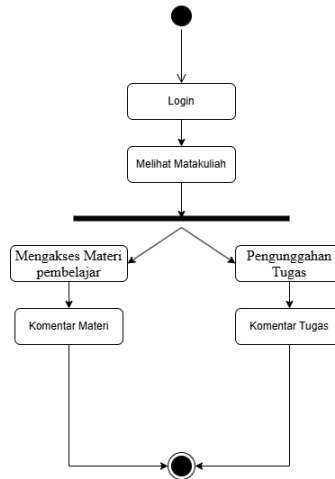 Login
Melihat Matakuliah
Mengakses Materi
pembelajar
Pengunggahan
Tugas
Komentar Materi
Komentar Tugas